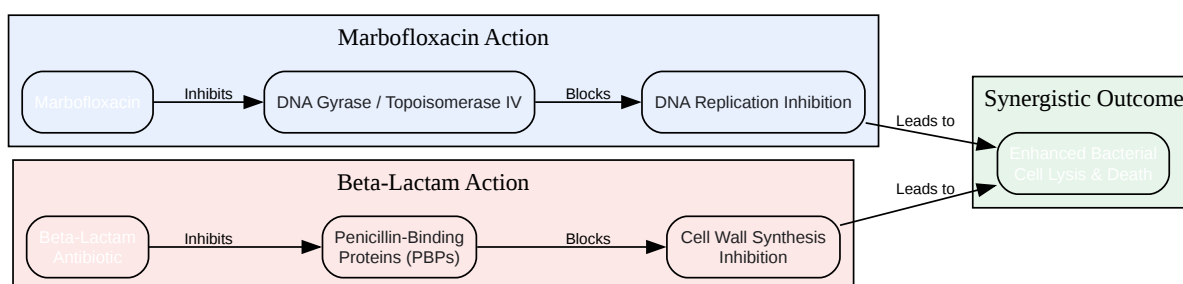 Marbofloxacin Action
Marbofloxacin
Inhibits
DNA Gyrase / Topoisomerase IV
Blocks
DNA Replication Inhibition
Leads to
Synergistic Outcome
Enhanced Bacterial
Cell Lysis & Death
Beta-Lactam Action
Beta-Lactam
Antibiotic
Inhibits
Penicillin-Binding
Proteins (PBPs)
Blocks
Cell Wall Synthesis
Inhibition
Leads to